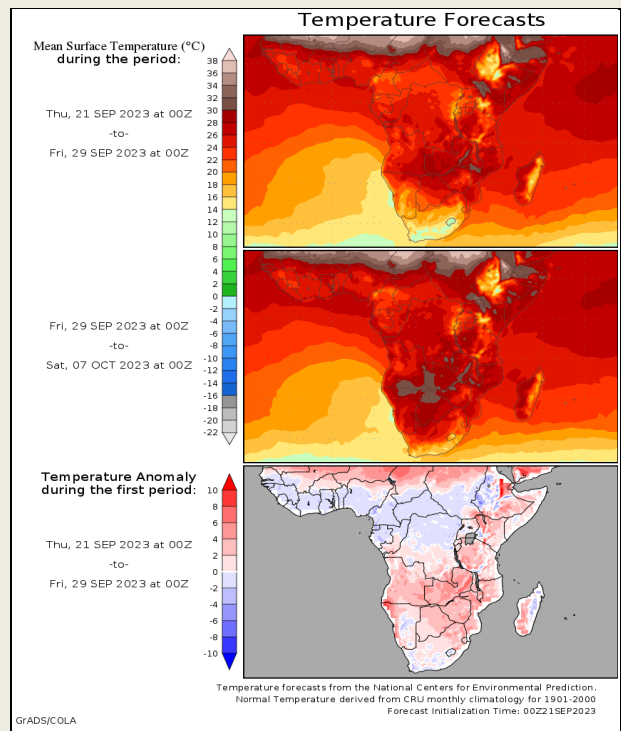 Temperature Forecasts
Mean Surface Temperature (°C)
during the period:
Thu, 21 SEP 2023 at 00Z
-to-
Fri, 29 SEP 2023 at 00Z
38
36
34
32
30
28
26
24
22
20
18
16
14
12
10
8
6
4
2
0
-2
-4
-6
-8
-10
-12
-14
-16
-18
-20
-22
Fri, 29 SEP 2023 at 00Z
-to-
Sat, 07 OCT 2023 at 00Z
Temperature Anomaly
during the first period:
Thu, 21 SEP 2023 at 00Z
-to-
Fri, 29 SEP 2023 at 00Z
10
8
6
4
2
0
-2
-4
-6
-8
-10
Temperature forecasts from the National Centers for Environmental Prediction.
Normal Temperature derived from CRU monthly climatology for 1901-2000
Forecast Initialization Time: 00Z21SEP2023
GrADS/COLA